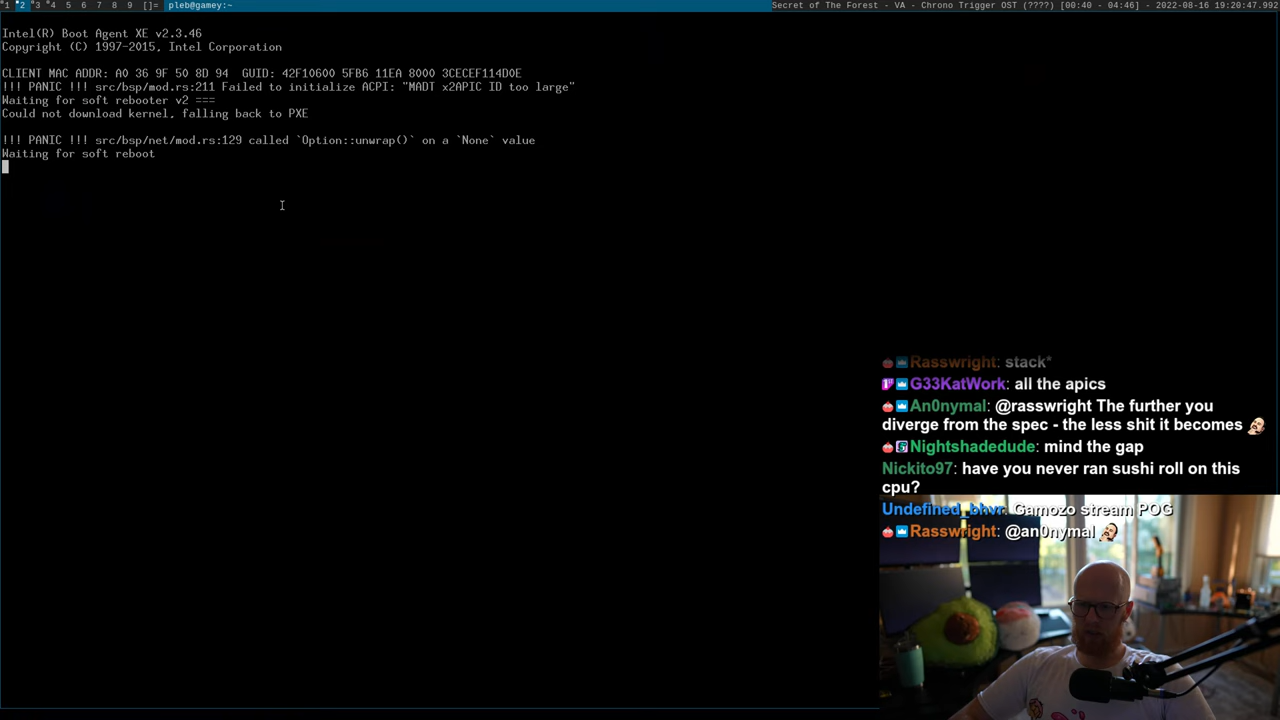 1 2 3 4 5 6 7 8 9 []= pleb@gamey:~ Secret of The Forest - VA - Chrono Trigger OST (????) [00:40 - 04:46] - 2022-08-16 19:20:47.992
Intel(R) Boot Agent XE v2.3.46
Copyright (C) 1997-2015, Intel Corporation
CLIENT MAC ADDR: A0 36 9F 50 8D 94  GUID: 42F10600 5FB6 11EA 8000 3CECEF114D0E
!!! PANIC !!! src/bsp/mod.rs:211 Failed to initialize ACPI: "MADT x2APIC ID too large"
Waiting for soft rebooter v2 ===
Could not download kernel, falling back to PXE
!!! PANIC !!! src/bsp/net/mod.rs:129 called `Option::unwrap()` on a `None` value
Waiting for soft reboot
Rasswright: stack*
G33KatWork: all the apics
An0nymal: @rasswright The further you
diverge from the spec - the less shit it becomes
Nightshadedude: mind the gap
Nickito97: have you never ran sushi roll on this
cpu?
Undefined_bhvr: Gamozo stream POG
Rasswright: @an0nymal